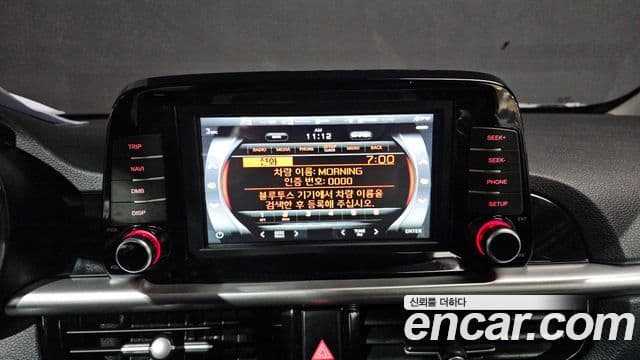 AM
11:12
RADIO MEDIA PHONE SETUP MENU BACK
전화 7:00
차량 이름: MORNING
인증 번호: 0000
블루투스 기기에서 차량 이름을
검색한 후 등록해 주십시오.
ENTER
TRIP
NAVI
DMB
DISP
SEEK+
SEEK-
PHONE
SETUP
신뢰를 더하다
encar.com